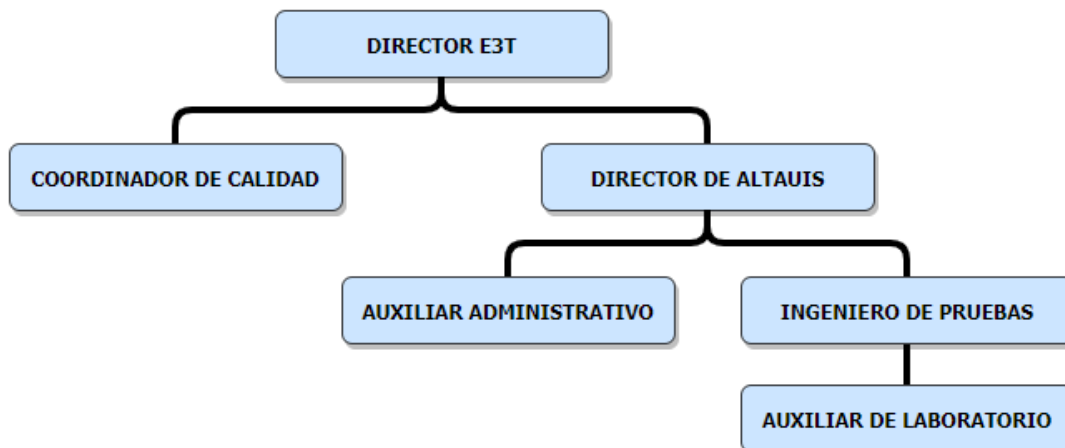 DIRECTOR E3T
COORDINADOR DE CALIDAD
DIRECTOR DE ALTAUIS
AUXILIAR ADMINISTRATIVO
INGENIERO DE PRUEBAS
AUXILIAR DE LABORATORIO